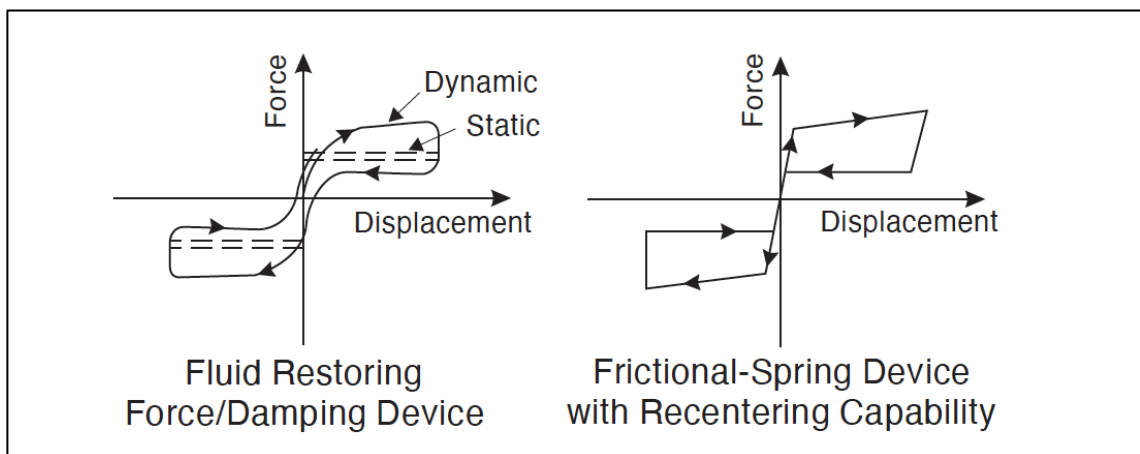 Force
Dynamic
Static
Displacement
Fluid Restoring
Force/Damping Device
Force
Displacement
Frictional-Spring Device
with Recentering Capability